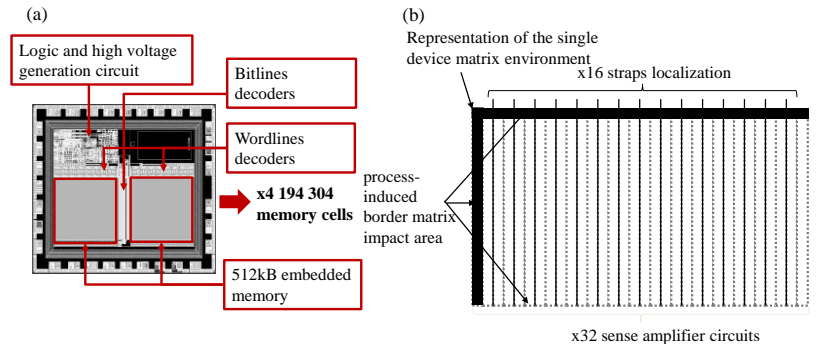 (a)
Logic and high voltage
generation circuit
Bitlines
decoders
Wordlines
decoders
x4 194 304
memory cells
512kB embedded
memory
(b)
Representation of the single
device matrix environment
x16 straps localization
process-
induced
border matrix
impact area
x32 sense amplifier circuits